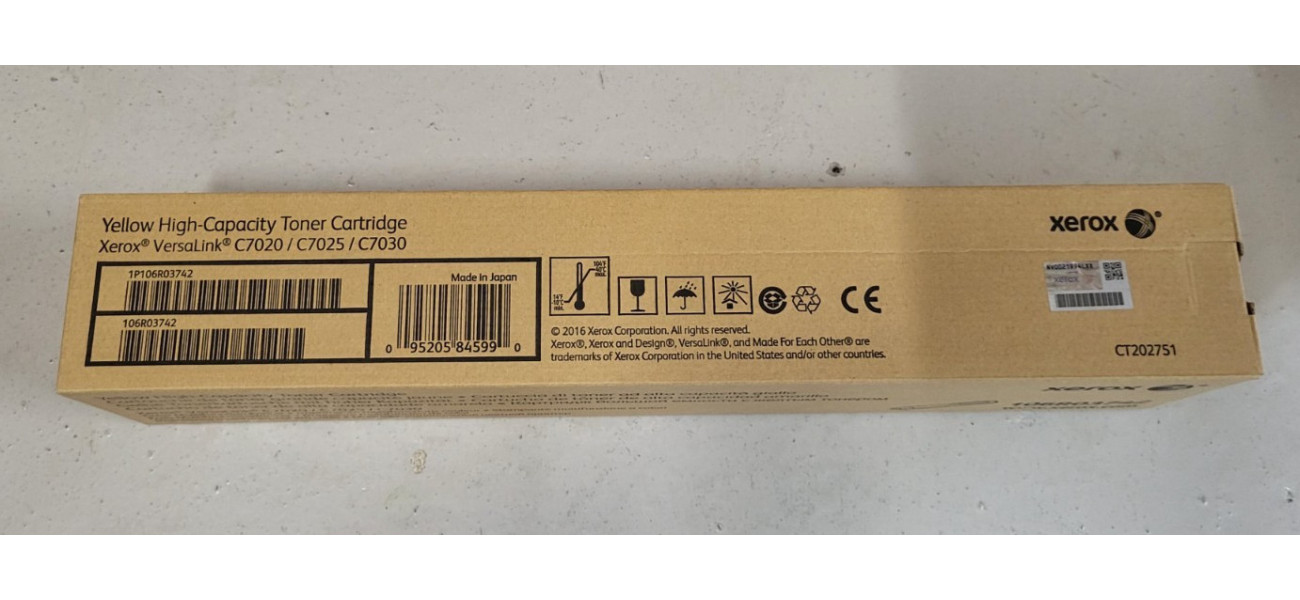 Yellow High-Capacity Toner Cartridge
Xerox® VersaLink® C7020 / C7025 / C7030
1P106R03742
106R03742
Made in Japan
0 95205 84599 0
© 2016 Xerox Corporation. All rights reserved.
Xerox®, Xerox and Design®, VersaLink®, and Made For Each Other® are
trademarks of Xerox Corporation in the United States and/or other countries.
CE
xerox ®
XEROX
CT202751
xerox
106R03742